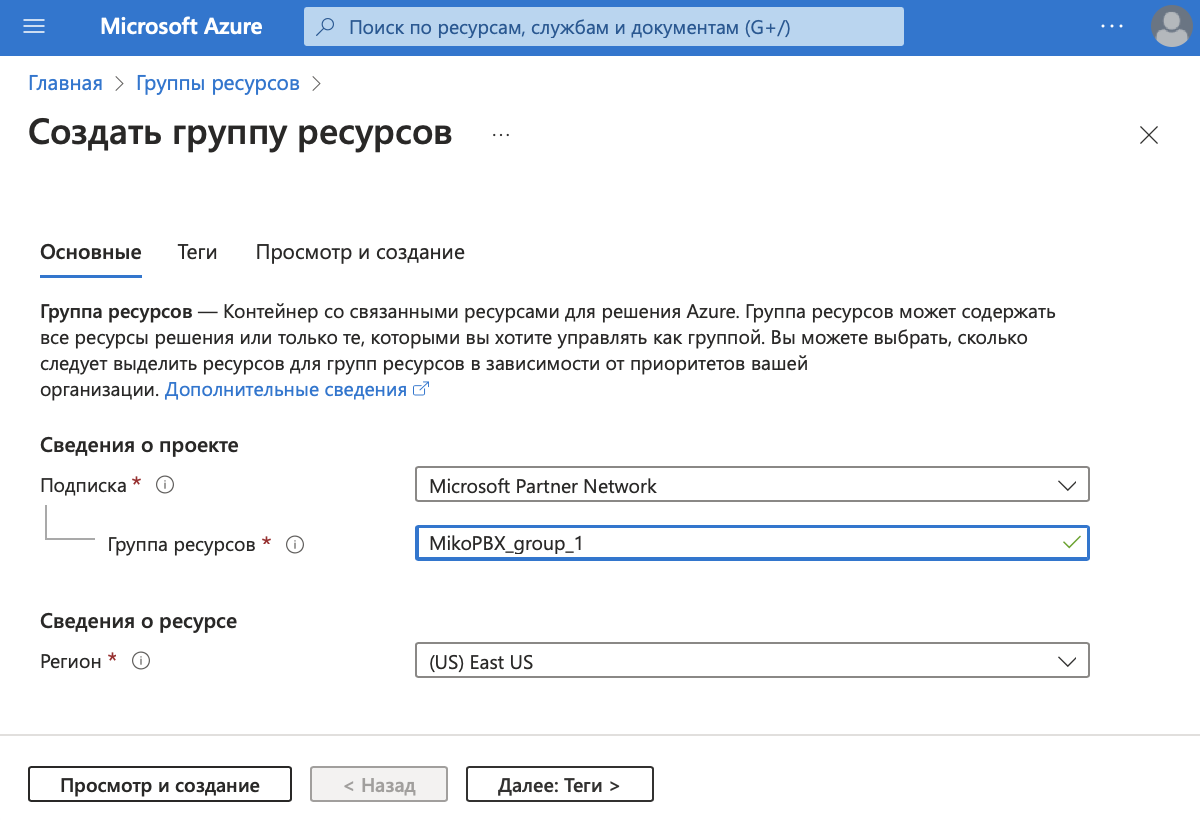 Microsoft Azure
Поиск по ресурсам, службам и документам (G+/)
Главная > Группы ресурсов >
Создать группу ресурсов ...
Основные Теги Просмотр и создание
Группа ресурсов — Контейнер со связанными ресурсами для решения Azure. Группа ресурсов может содержать
все ресурсы решения или только те, которыми вы хотите управлять как группой. Вы можете выбрать, сколько
следует выделить ресурсов для групп ресурсов в зависимости от приоритетов вашей
организации. Дополнительные сведения
Сведения о проекте
Подписка *
Microsoft Partner Network
Группа ресурсов *
MikoPBX_group_1
Сведения о ресурсе
Регион *
(US) East US
Просмотр и создание
< Назад
Далее: Теги >